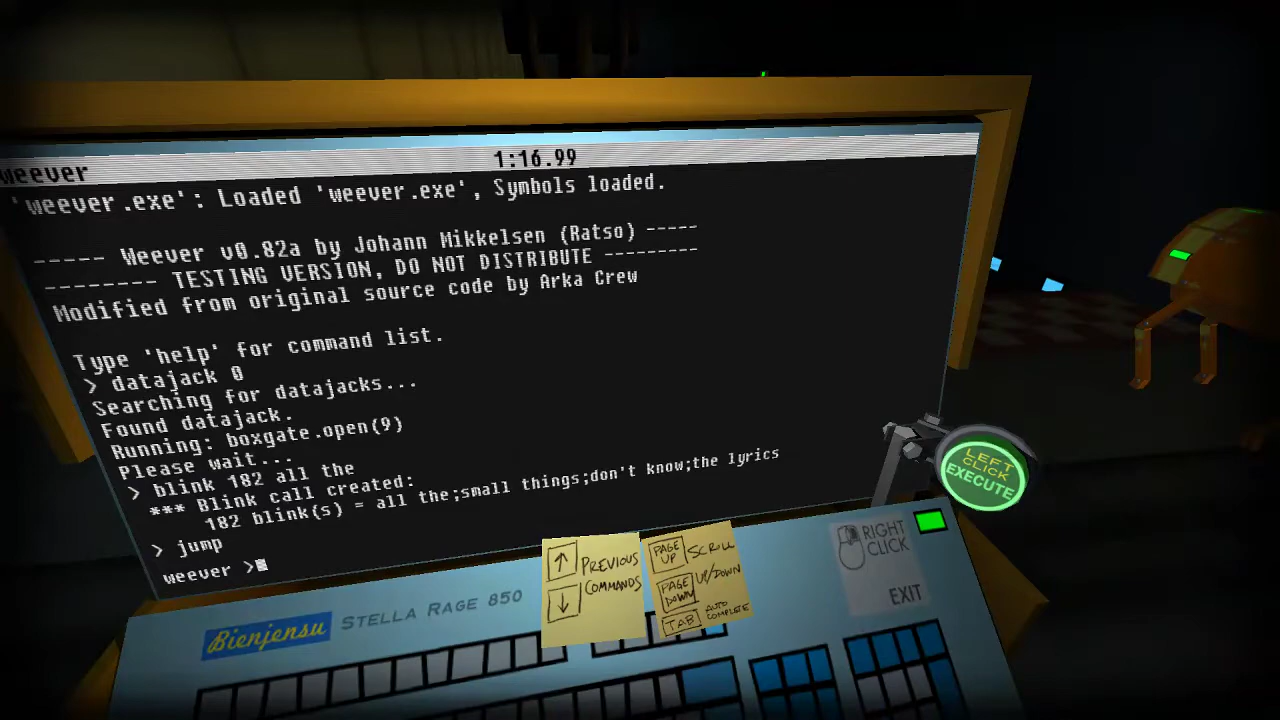 weever
1:16.99
'weever.exe': Loaded 'weever.exe', Symbols loaded.
----- Weever v0.82a by Johann Mikkelsen (Ratso) -----
-------- TESTING VERSION, DO NOT DISTRIBUTE ---------
Modified from original source code by Arka Crew
Type 'help' for command list.
> datajack 0
Searching for datajacks...
Found datajack.
Running: boxgate.open(9)
Please wait...
> blink 182 all the
*** Blink call created:
182 blink(s) = all the;small things;don't know;the lyrics
> jump
weever >
LEFT
CLICK
EXECUTE
↑ PREVIOUS
↓ COMMANDS
PAGE UP SCROLL
PAGE DOWN UP/DOWN
TAB AUTO COMPLETE
RIGHT
CLICK
EXIT
Bienjensu STELLA RAGE 850